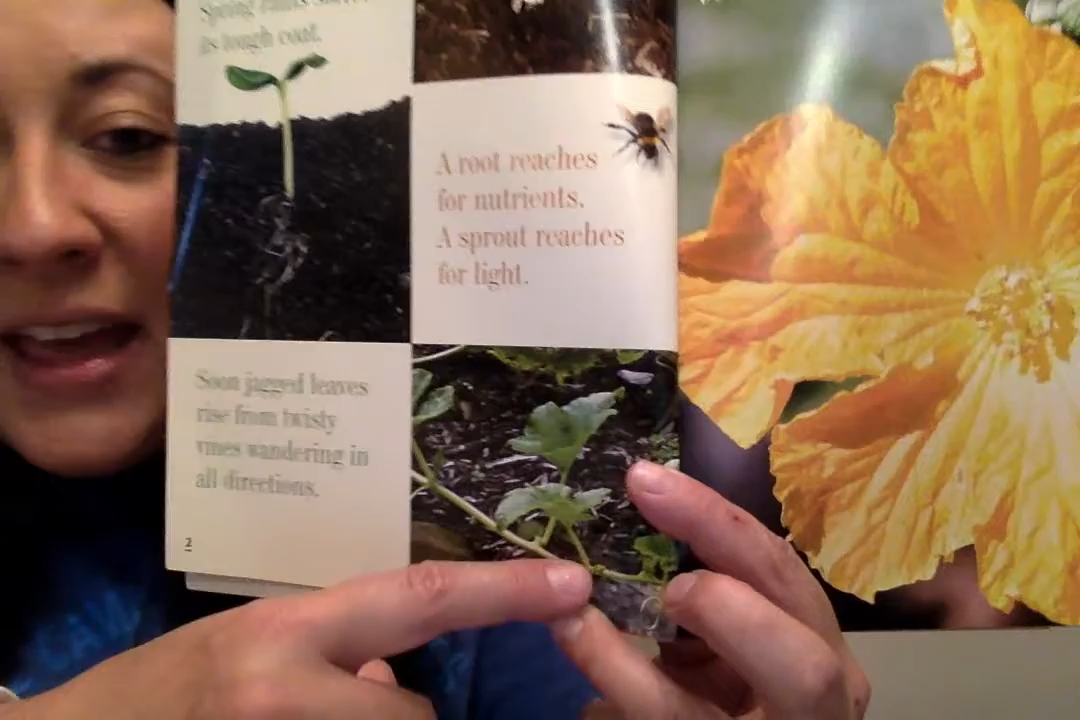 Spring
its tough coat.
A root reaches
for nutrients.
A sprout reaches
for light.
Soon jagged leaves
rise from twisty
vines wandering in
all directions.
2